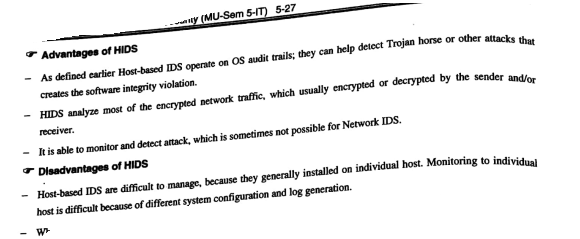 (MU-Sem 5-IT) 5-27
☞ Advantages of HIDS
– As defined earlier Host-based IDS operate on OS audit trails; they can help detect Trojan horse or other attacks that
creates the software integrity violation.
– HIDS analyze most of the encrypted network traffic, which usually encrypted or decrypted by the sender and/or
receiver.
– It is able to monitor and detect attack, which is sometimes not possible for Network IDS.
☞ Disadvantages of HIDS
– Host-based IDS are difficult to manage, because they generally installed on individual host. Monitoring to individual
host is difficult because of different system configuration and log generation.
–